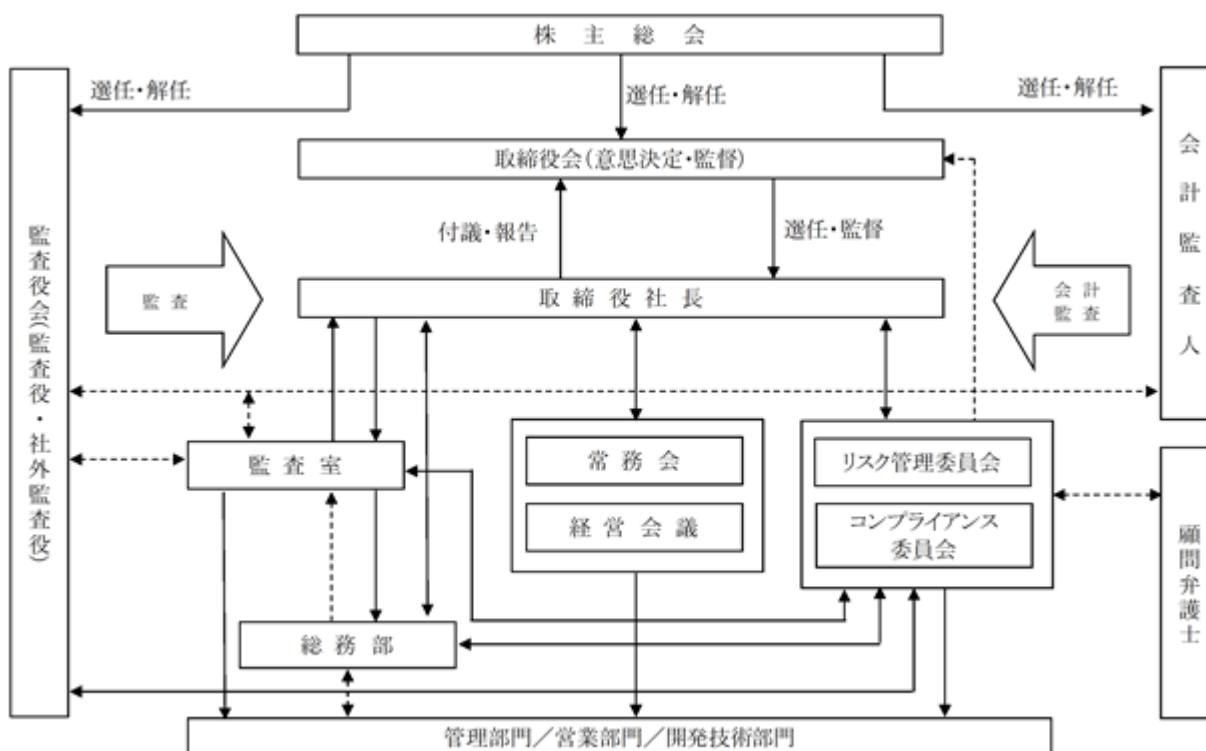 株主総会
選任・解任
選任・解任
選任・解任
取締役会(意思決定・監督)
付議・報告
選任・監督
監査
取締役社長
会計
監査
監査役会(監査役・社外監査役)
会計監査人
監査室
常務会
経営会議
リスク管理委員会
コンプライアンス
委員会
顧問弁護士
総務部
管理部門／営業部門／開発技術部門